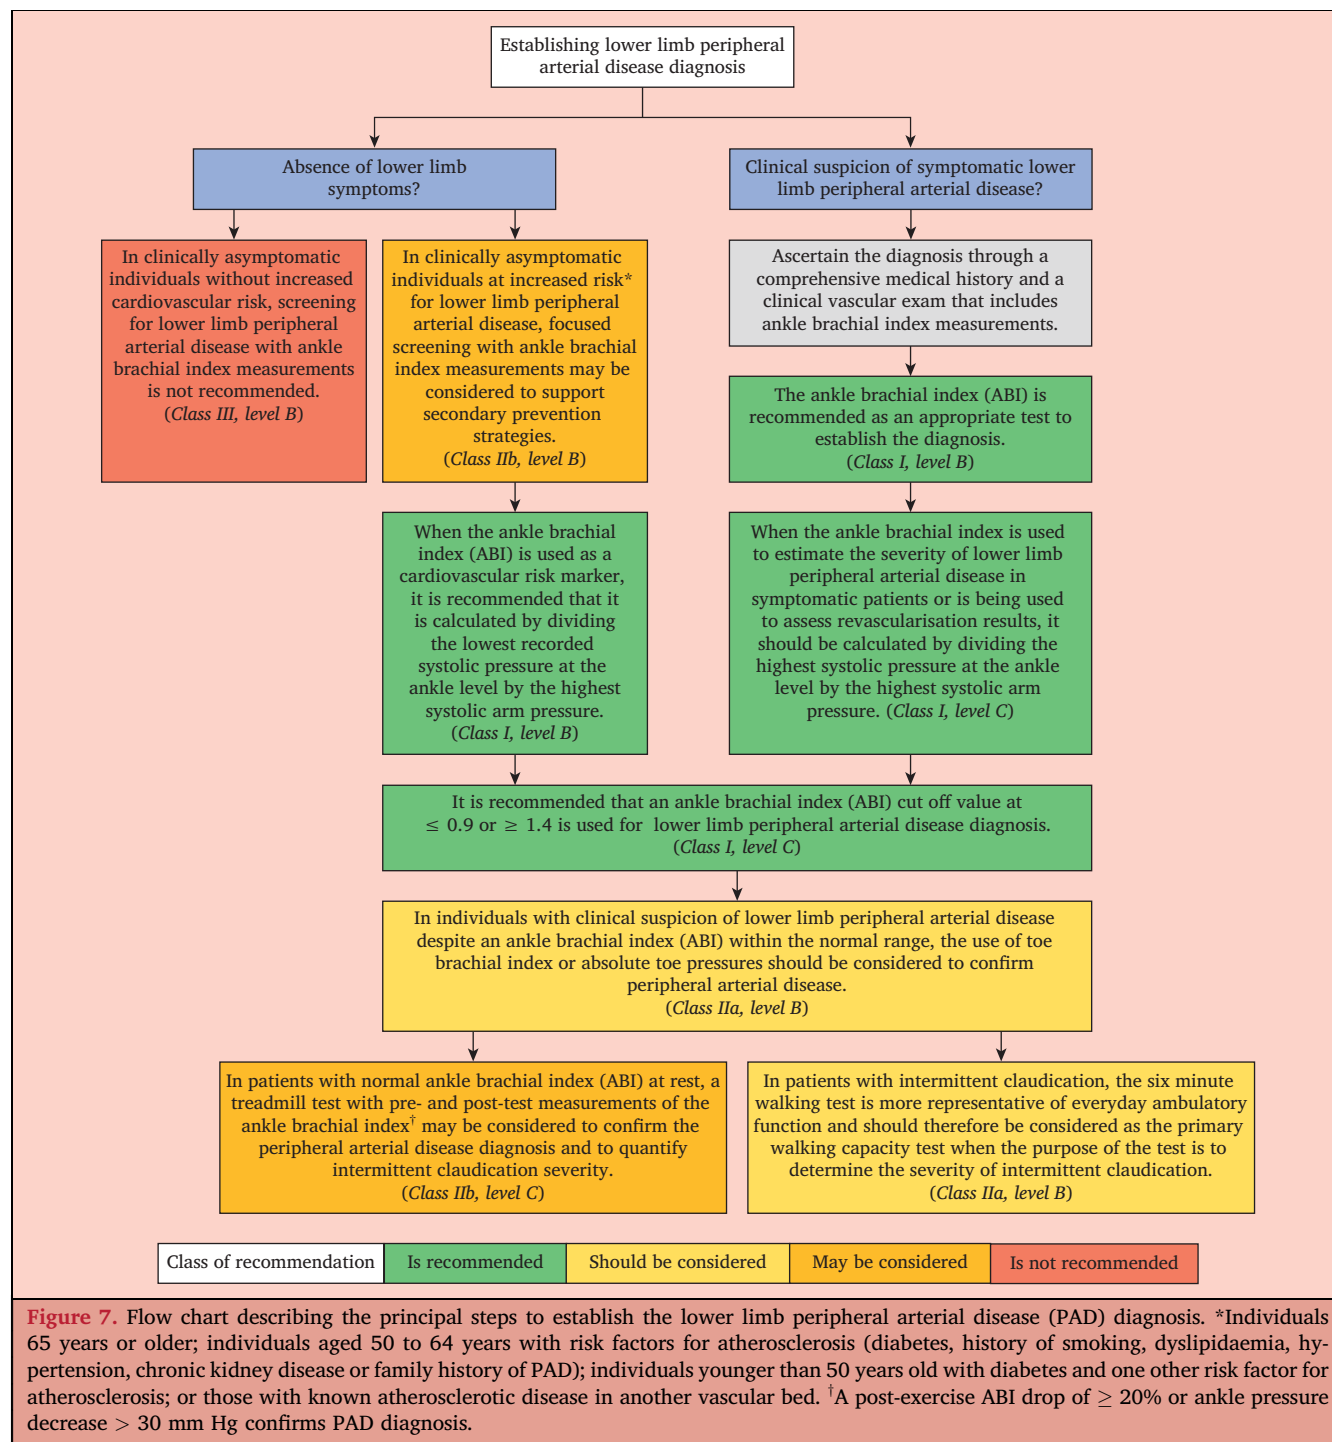 Establishing lower limb peripheral
arterial disease diagnosis
Absence of lower limb
symptoms?
Clinical suspicion of symptomatic lower
limb peripheral arterial disease?
In clinically asymptomatic
individuals without increased
cardiovascular risk, screening
for lower limb peripheral
arterial disease with ankle
brachial index measurements
is not recommended.
(Class III, level B)
In clinically asymptomatic
individuals at increased risk*
for lower limb peripheral
arterial disease, focused
screening with ankle brachial
index measurements may be
considered to support
secondary prevention
strategies.
(Class IIb, level B)
Ascertain the diagnosis through a
comprehensive medical history and a
clinical vascular exam that includes
ankle brachial index measurements.
The ankle brachial index (ABI) is
recommended as an appropriate test to
establish the diagnosis.
(Class I, level B)
When the ankle brachial
index (ABI) is used as a
cardiovascular risk marker,
it is recommended that it
is calculated by dividing
the lowest recorded
systolic pressure at the
ankle level by the highest
systolic arm pressure.
(Class I, level B)
When the ankle brachial index is used
to estimate the severity of lower limb
peripheral arterial disease in
symptomatic patients or is being used
to assess revascularisation results, it
should be calculated by dividing the
highest systolic pressure at the ankle
level by the highest systolic arm
pressure. (Class I, level C)
It is recommended that an ankle brachial index (ABI) cut off value at
≤ 0.9 or ≥ 1.4 is used for lower limb peripheral arterial disease diagnosis.
(Class I, level C)
In individuals with clinical suspicion of lower limb peripheral arterial disease
despite an ankle brachial index (ABI) within the normal range, the use of toe
brachial index or absolute toe pressures should be considered to confirm
peripheral arterial disease.
(Class IIa, level B)
In patients with normal ankle brachial index (ABI) at rest, a
treadmill test with pre- and post-test measurements of the
ankle brachial index† may be considered to confirm the
peripheral arterial disease diagnosis and to quantify
intermittent claudication severity.
(Class IIb, level C)
In patients with intermittent claudication, the six minute
walking test is more representative of everyday ambulatory
function and should therefore be considered as the primary
walking capacity test when the purpose of the test is to
determine the severity of intermittent claudication.
(Class IIa, level B)
Class of recommendation Is recommended Should be considered May be considered Is not recommended
Figure 7. Flow chart describing the principal steps to establish the lower limb peripheral arterial disease (PAD) diagnosis. *Individuals
65 years or older; individuals aged 50 to 64 years with risk factors for atherosclerosis (diabetes, history of smoking, dyslipidaemia, hy-
pertension, chronic kidney disease or family history of PAD); individuals younger than 50 years old with diabetes and one other risk factor for
atherosclerosis; or those with known atherosclerotic disease in another vascular bed. †A post-exercise ABI drop of ≥ 20% or ankle pressure
decrease > 30 mm Hg confirms PAD diagnosis.